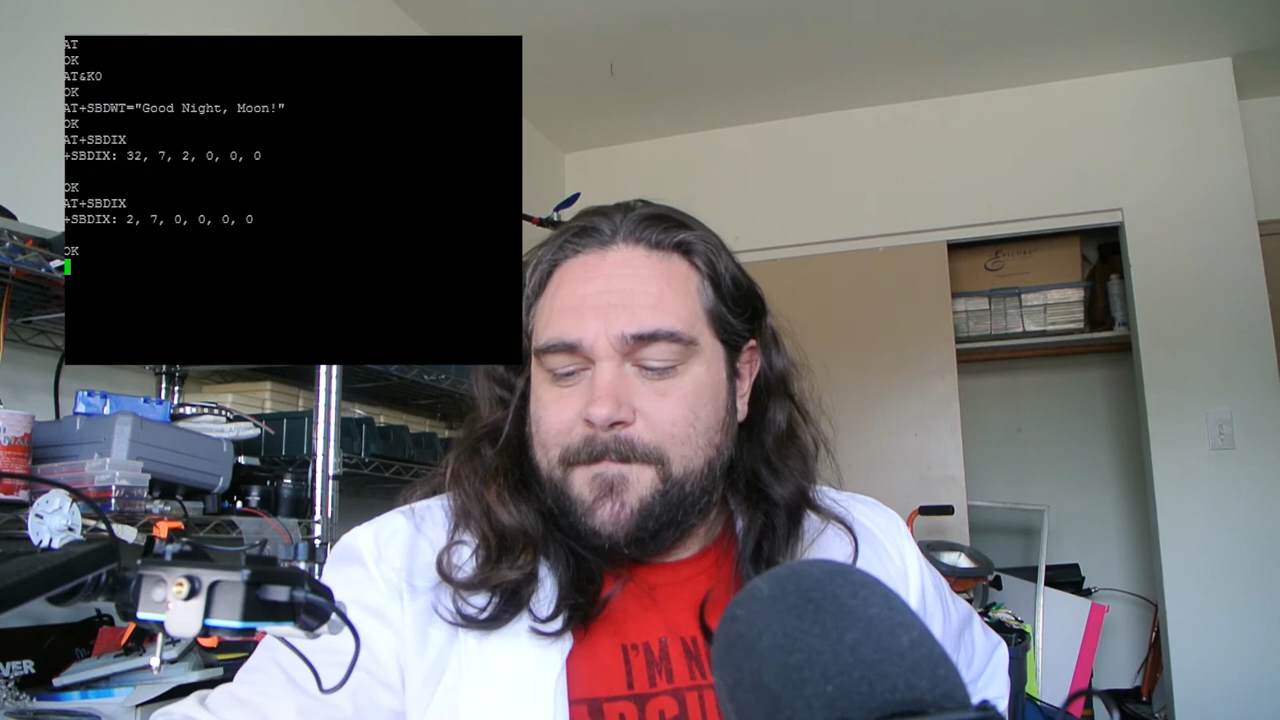 AT
OK
AT&K0
OK
AT+SBDWT="Good Night, Moon!"
OK
AT+SBDIX
+SBDIX: 32, 7, 2, 0, 0, 0
OK
AT+SBDIX
+SBDIX: 2, 7, 0, 0, 0, 0
OK
I'M N
ARGU